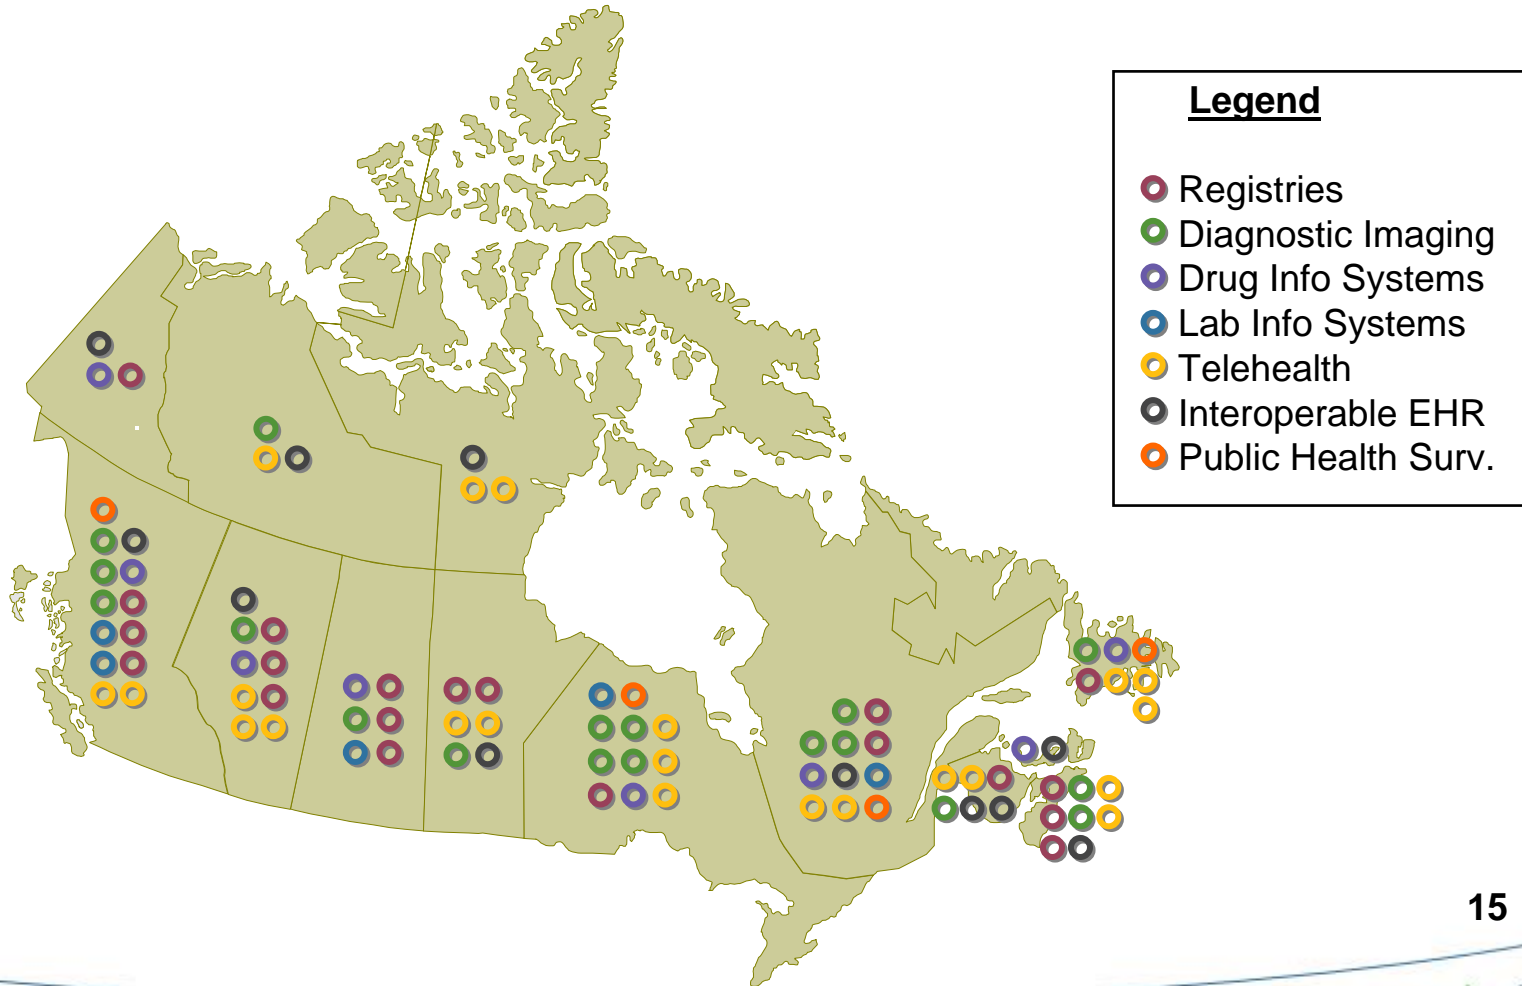 Legend
Registries
Diagnostic Imaging
Drug Info Systems
Lab Info Systems
Telehealth
Interoperable EHR
Public Health Surv.
15